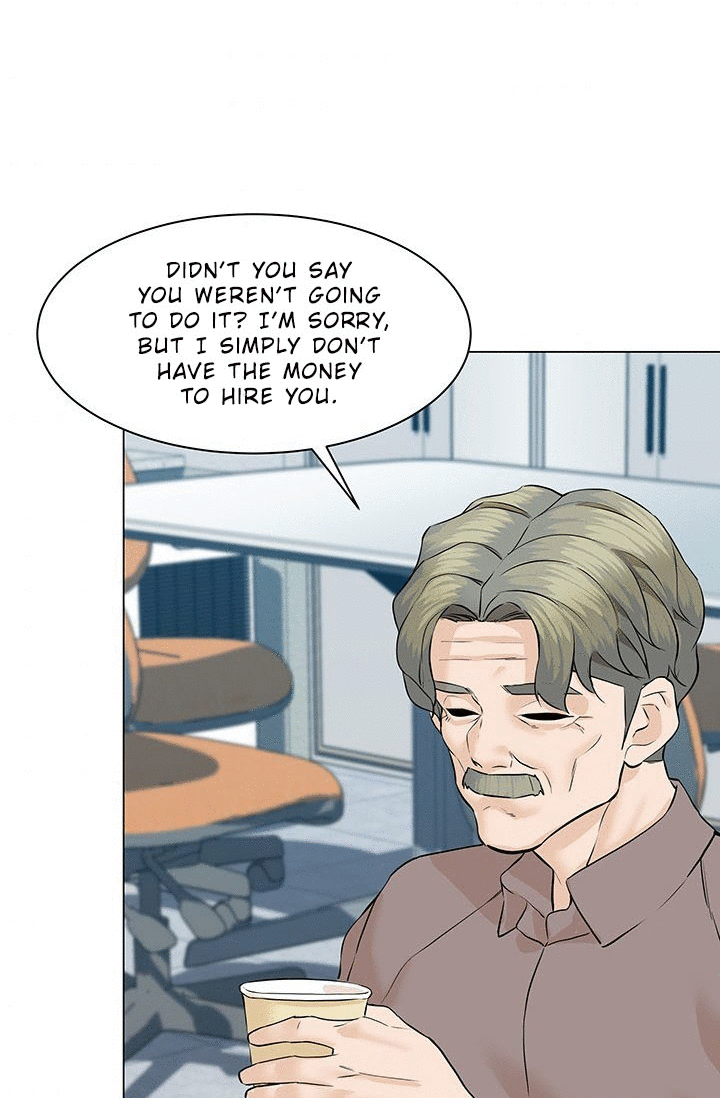 DIDN'T YOU SAY
YOU WEREN'T GOING
TO DO IT? I'M SORRY,
BUT I SIMPLY DON'T
HAVE THE MONEY
TO HIRE YOU.